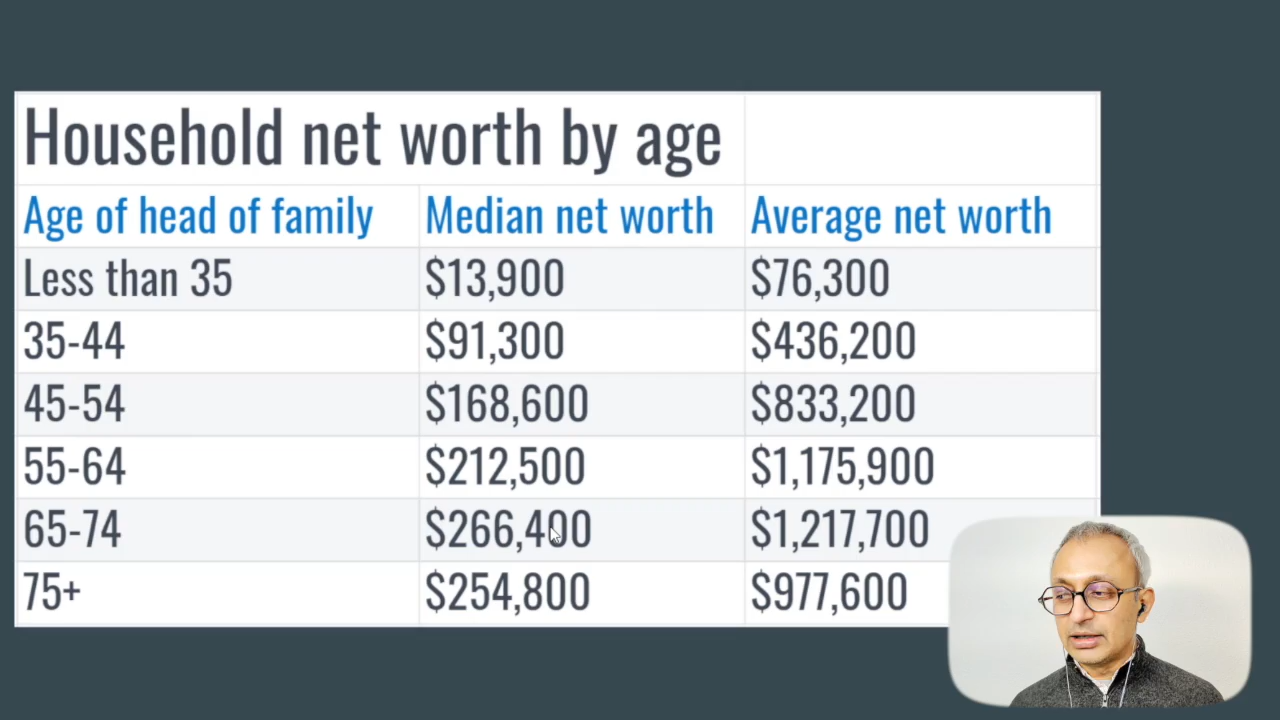 Household net worth by age
Age of head of family Median net worth Average net worth
Less than 35 $13,900 $76,300
35-44 $91,300 $436,200
45-54 $168,600 $833,200
55-64 $212,500 $1,175,900
65-74 $266,400 $1,217,700
75+ $254,800 $977,600